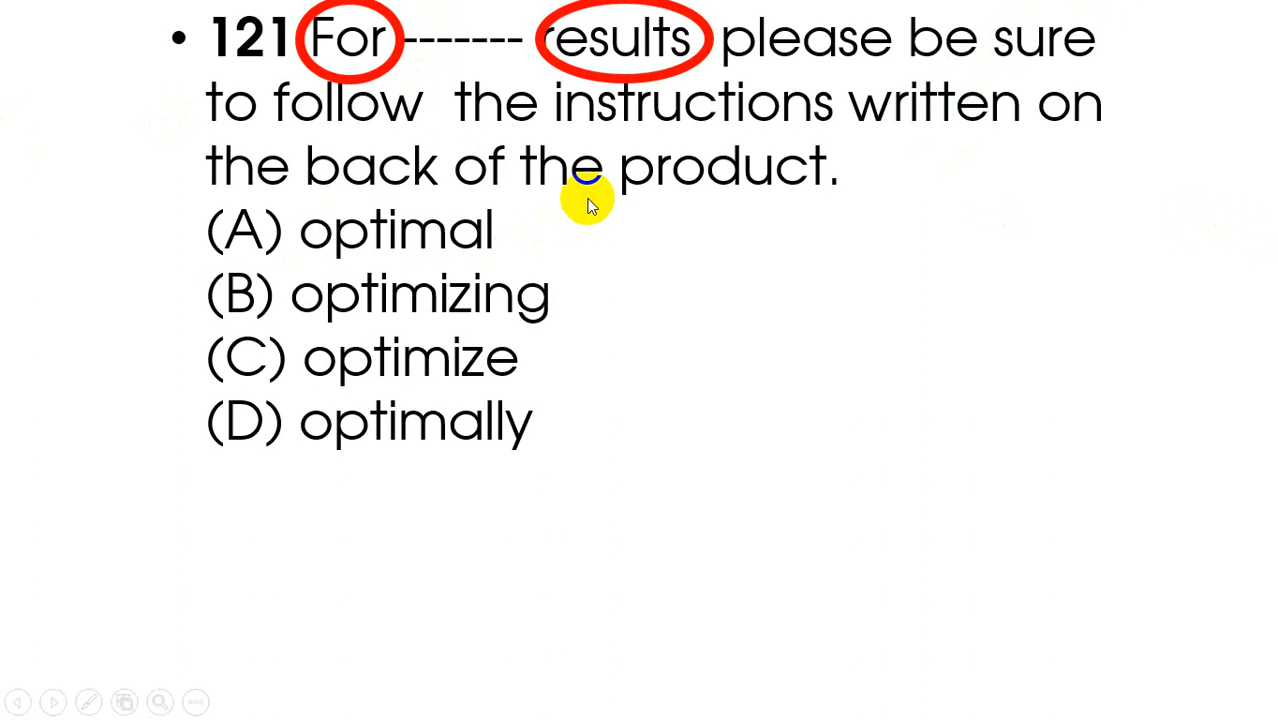 • 121 For ------- results please be sure
to follow the instructions written on
the back of the product.
(A) optimal
(B) optimizing
(C) optimize
(D) optimally